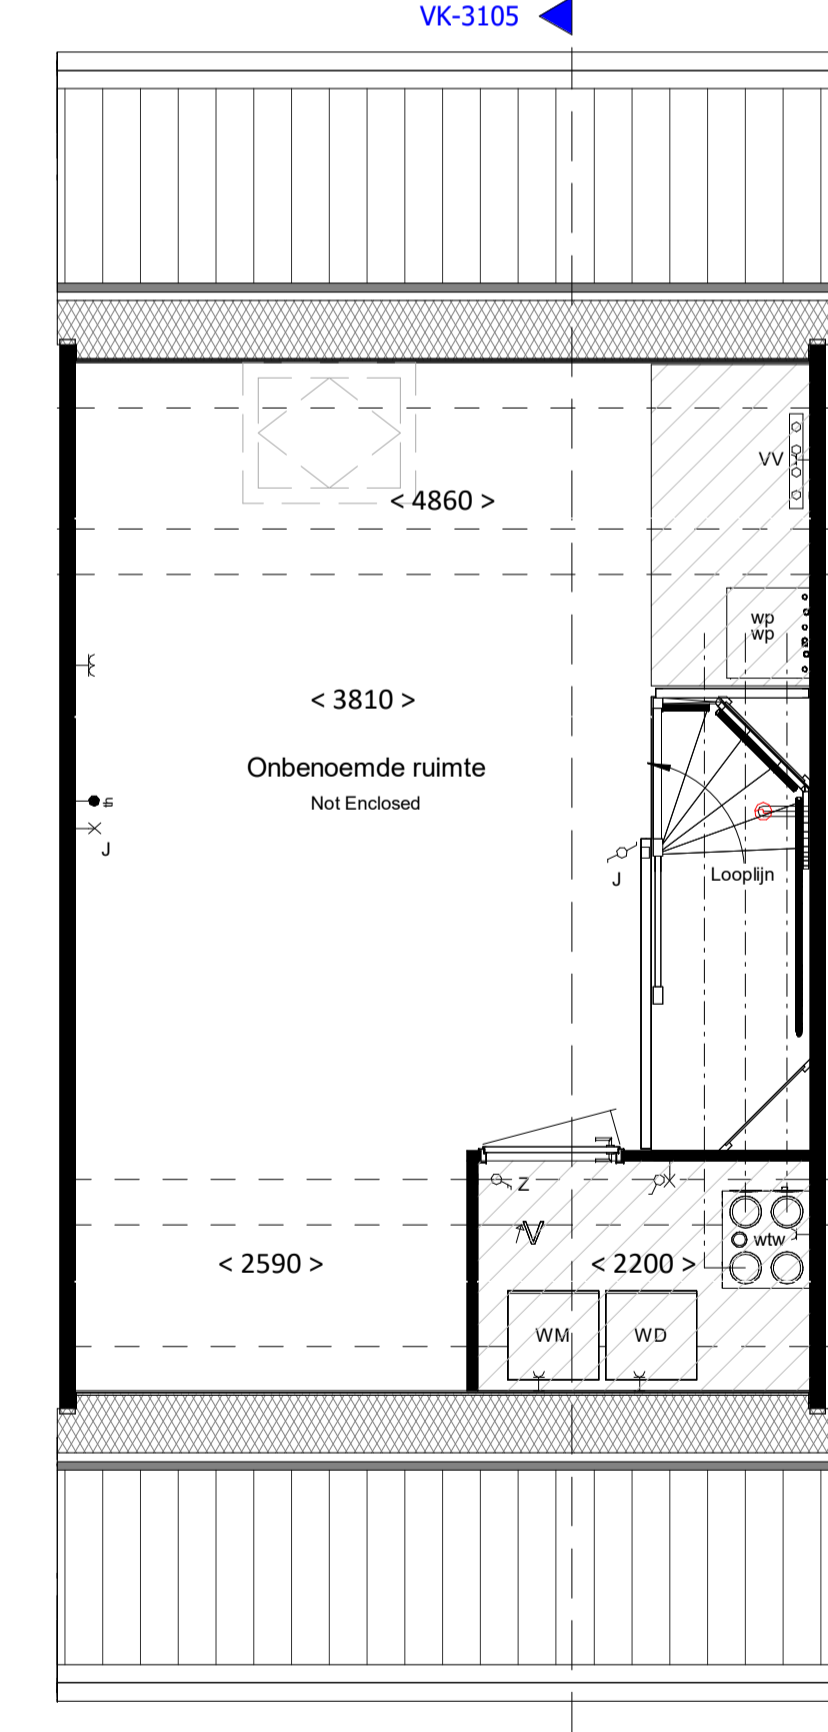 VK-3105
VV
< 4860 >
wp
wp
< 3810 >
Onbenoemde ruimte
Not Enclosed
J
J
Looplijn
Z
V
wtw
< 2590 >
< 2200 >
WM
WD